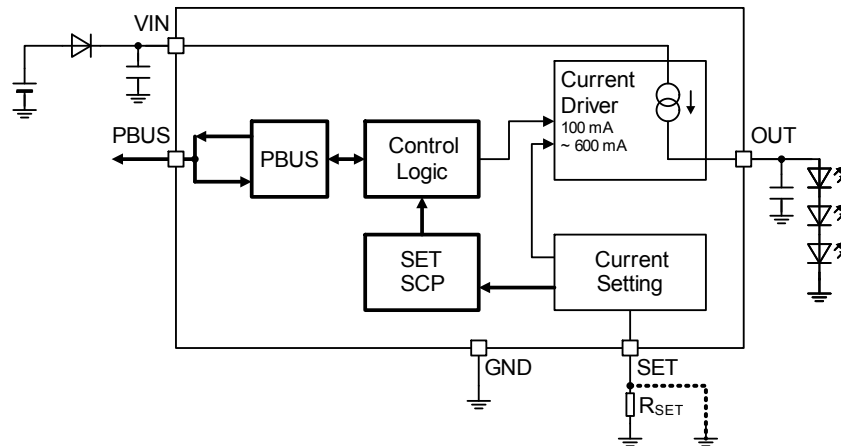 VIN
Current
Driver
100 mA
~ 600 mA
PBUS
PBUS
Control
Logic
OUT
SET
SCP
Current
Setting
GND
SET
RSET